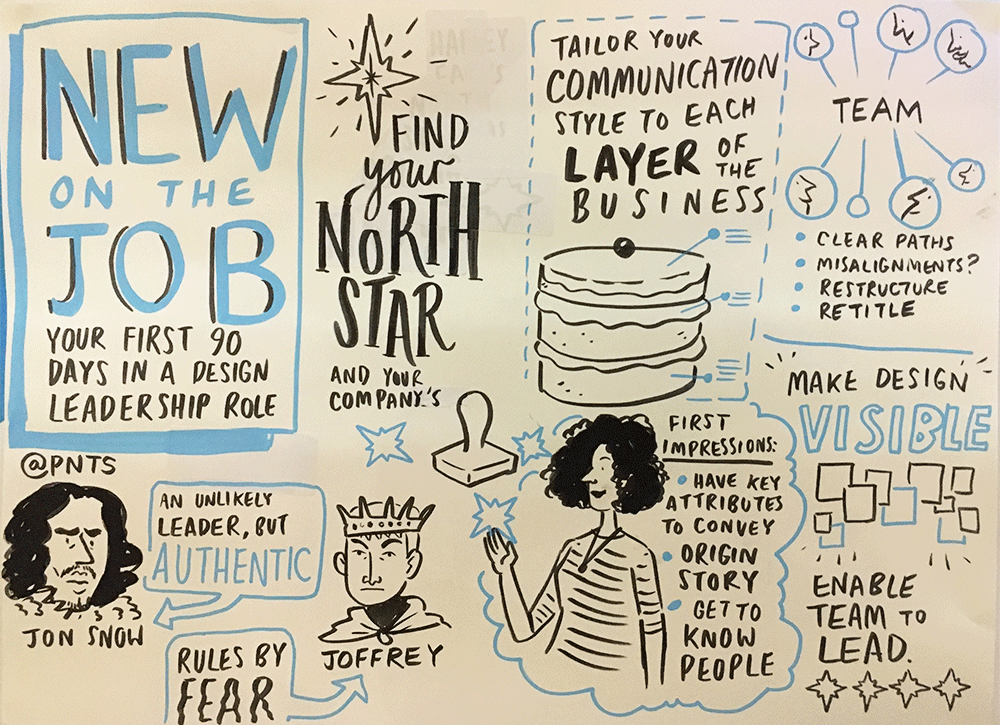 NEW
ON THE
JOB
YOUR FIRST 90
DAYS IN A DESIGN
LEADERSHIP ROLE
@PNTS
FIND
your
NORTH
STAR
AND YOUR
COMPANY'S
TAILOR YOUR
COMMUNICATION
STYLE TO EACH
LAYER OF
THE
BUSINESS
TEAM
• CLEAR PATHS
• MISALIGNMENTS?
• RESTRUCTURE
• RETITLE
MAKE DESIGN
VISIBLE
ENABLE
TEAM TO
LEAD.
FIRST
IMPRESSIONS:
• HAVE KEY
ATTRIBUTES
TO CONVEY
• ORIGIN
STORY
• GET TO
KNOW
PEOPLE
AN UNLIKELY
LEADER, BUT
AUTHENTIC
JON SNOW
RULES BY
FEAR
JOFFREY